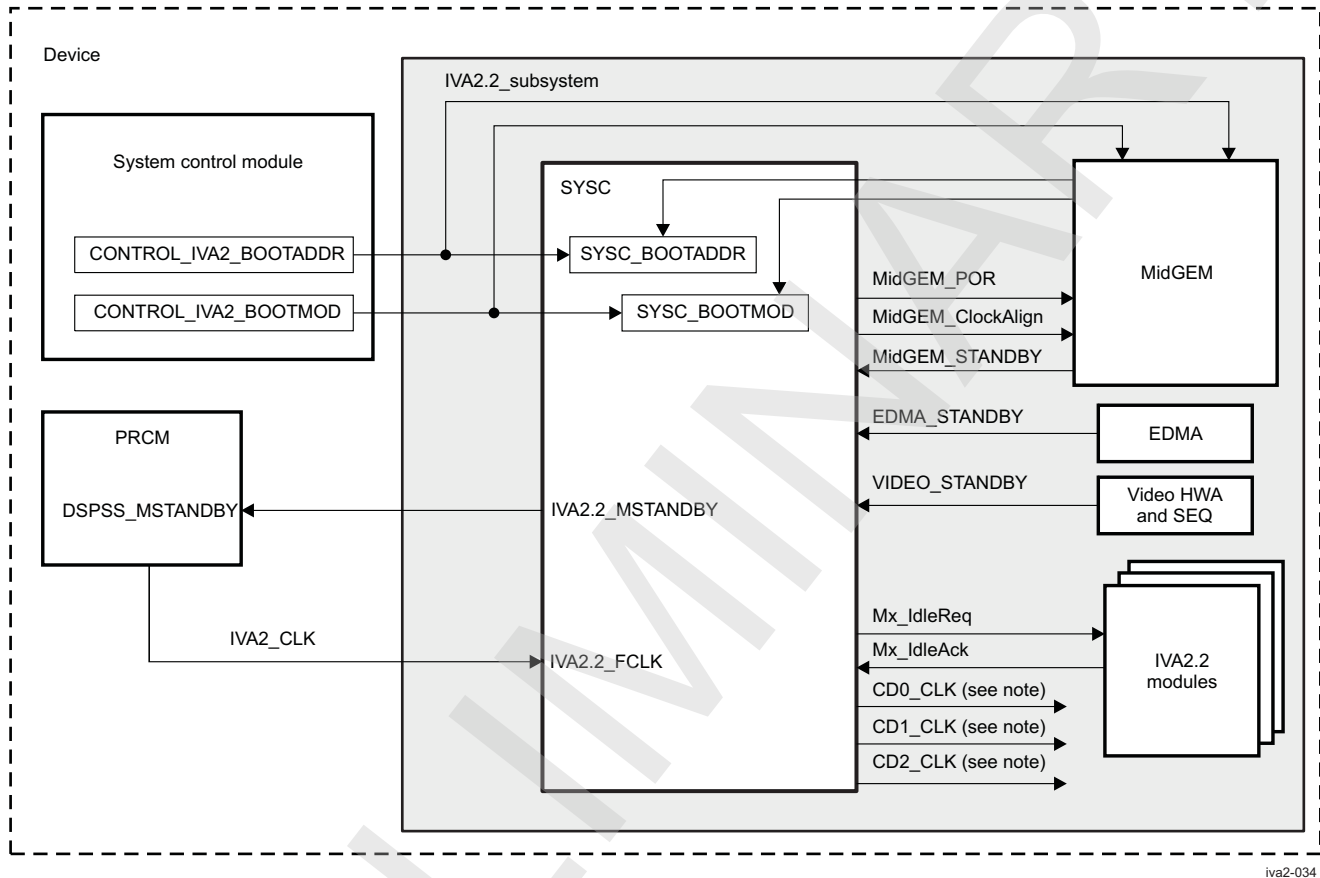 Device
IVA2.2_subsystem
System control module
SYSC
CONTROL_IVA2_BOOTADDR
SYSC_BOOTADDR
MidGEM
MidGEM_POR
CONTROL_IVA2_BOOTMOD
SYSC_BOOTMOD
MidGEM_ClockAlign
MidGEM_STANDBY
EDMA_STANDBY
EDMA
PRCM
VIDEO_STANDBY
Video HWA
and SEQ
DSPSS_MSTANDBY
IVA2.2_MSTANDBY
Mx_IdleReq
IVA2_CLK
Mx_IdleAck
IVA2.2_FCLK
IVA2.2
modules
CD0_CLK (see note)
CD1_CLK (see note)
CD2_CLK (see note)
iva2-034